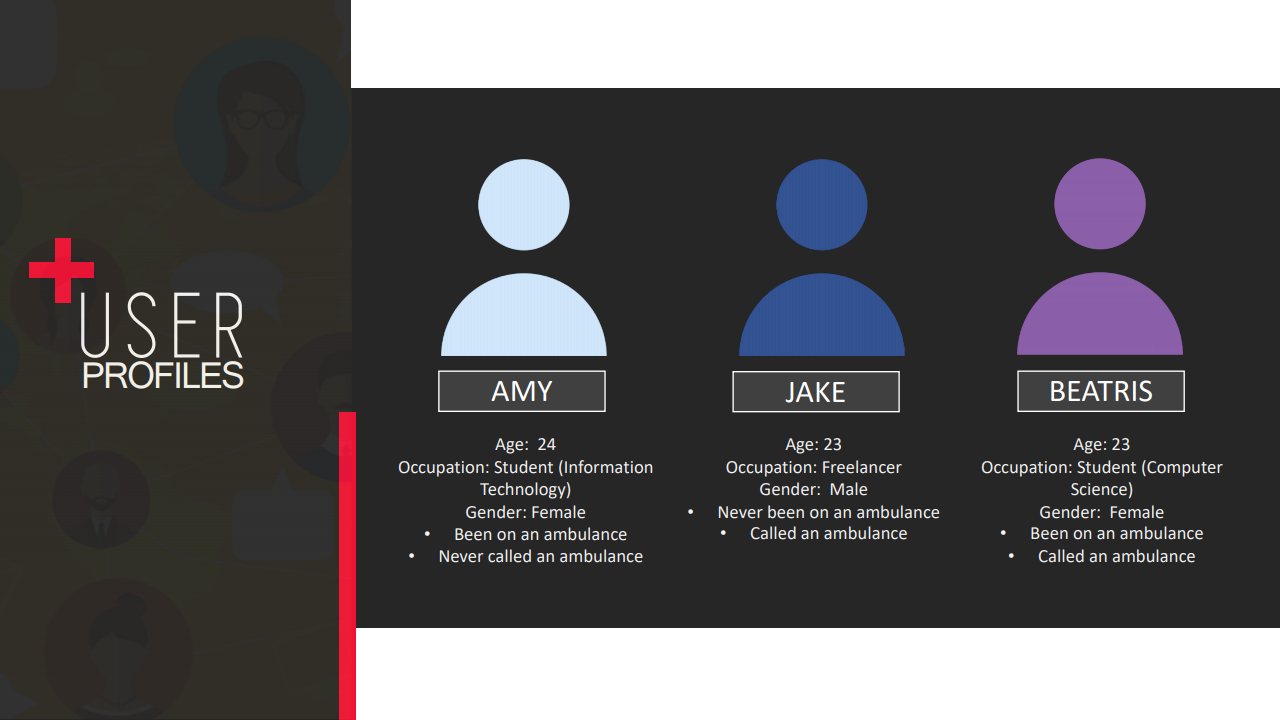 USER
PROFILES
AMY
Age:  24
Occupation: Student (Information
Technology)
Gender: Female
• Been on an ambulance
• Never called an ambulance
JAKE
Age: 23
Occupation: Freelancer
Gender:  Male
• Never been on an ambulance
• Called an ambulance
BEATRIS
Age: 23
Occupation: Student (Computer
Science)
Gender:  Female
• Been on an ambulance
• Called an ambulance